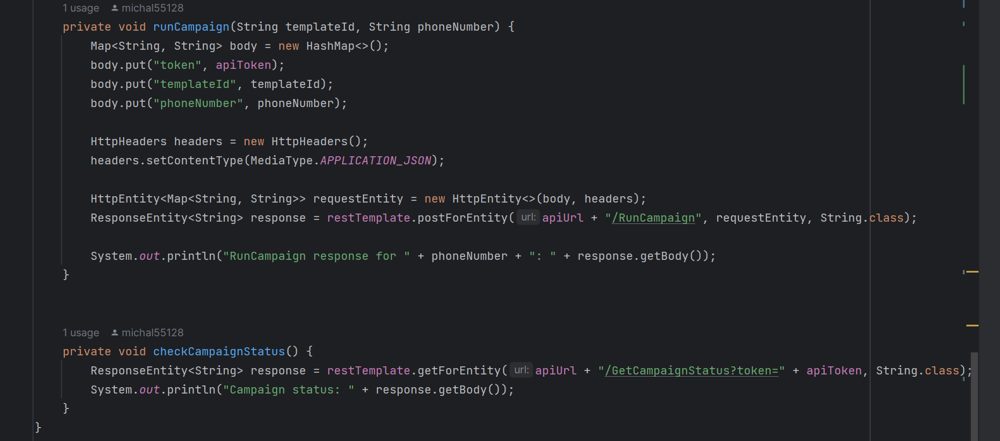 1 usage michal55128
private void runCampaign(String templateId, String phoneNumber) {
Map<String, String> body = new HashMap<>();
body.put("token", apiToken);
body.put("templateId", templateId);
body.put("phoneNumber", phoneNumber);
HttpHeaders headers = new HttpHeaders();
headers.setContentType(MediaType.APPLICATION_JSON);
HttpEntity<Map<String, String>> requestEntity = new HttpEntity<>(body, headers);
ResponseEntity<String> response = restTemplate.postForEntity( url: apiUrl + "/RunCampaign", requestEntity, String.class);
System.out.println("RunCampaign response for " + phoneNumber + ": " + response.getBody());
}
1 usage michal55128
private void checkCampaignStatus() {
ResponseEntity<String> response = restTemplate.getForEntity( url: apiUrl + "/GetCampaignStatus?token=" + apiToken, String.class);
System.out.println("Campaign status: " + response.getBody());
}
}